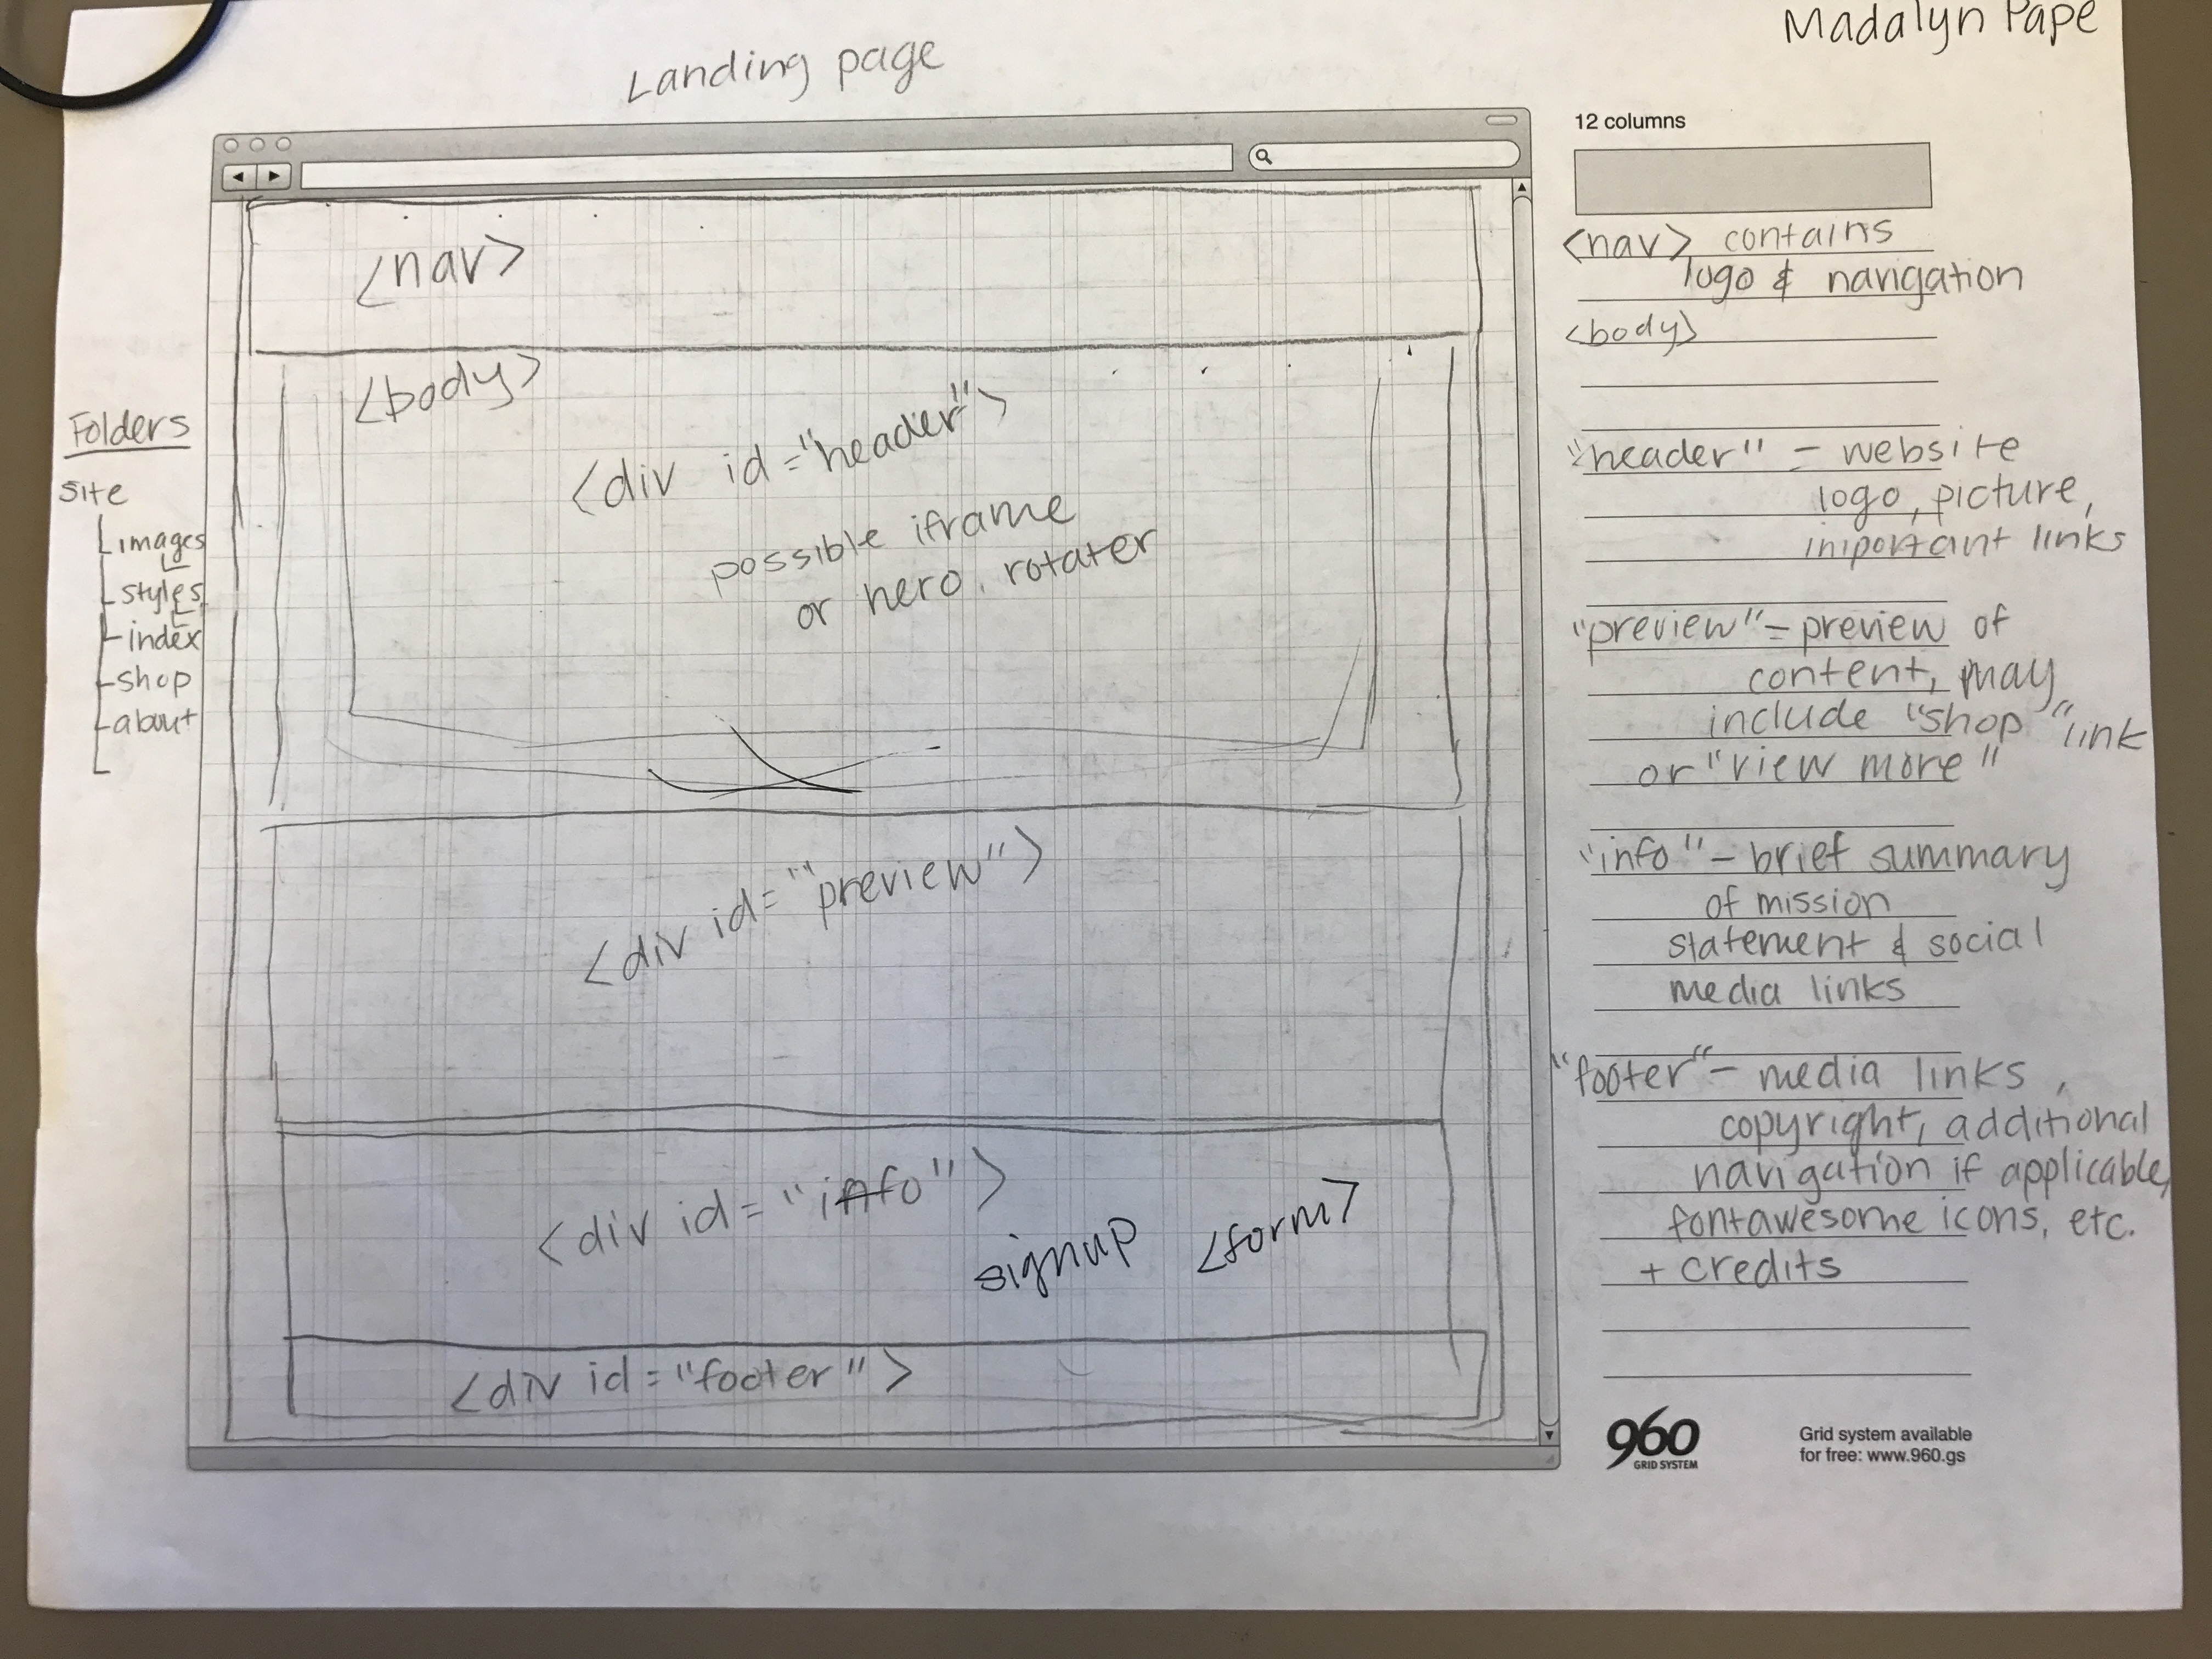 Madalyn Pape
Landing page
Folders
site
images
styles
index
shop
about
<nav>
<body>
<div id="header">
possible iframe
or hero rotater
<div id="preview">
<div id="info">
signup <form>
<div id="footer">
12 columns
<nav> contains
logo & navigation
<body>
"header" - website
logo, picture,
important links
"preview" - preview of
content, may
include "shop" link
or "view more"
"info" - brief summary
of mission
statement & social
media links
"footer" - media links,
copyright, additional
navigation if applicable,
fontawesome icons, etc.
+ credits
960
GRID SYSTEM
Grid system available
for free: www.960.gs